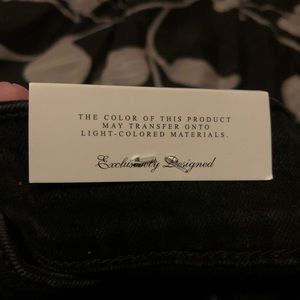 THE COLOR OF THIS PRODUCT
MAY TRANSFER ONTO
LIGHT-COLORED MATERIALS.
Exclusively Designed